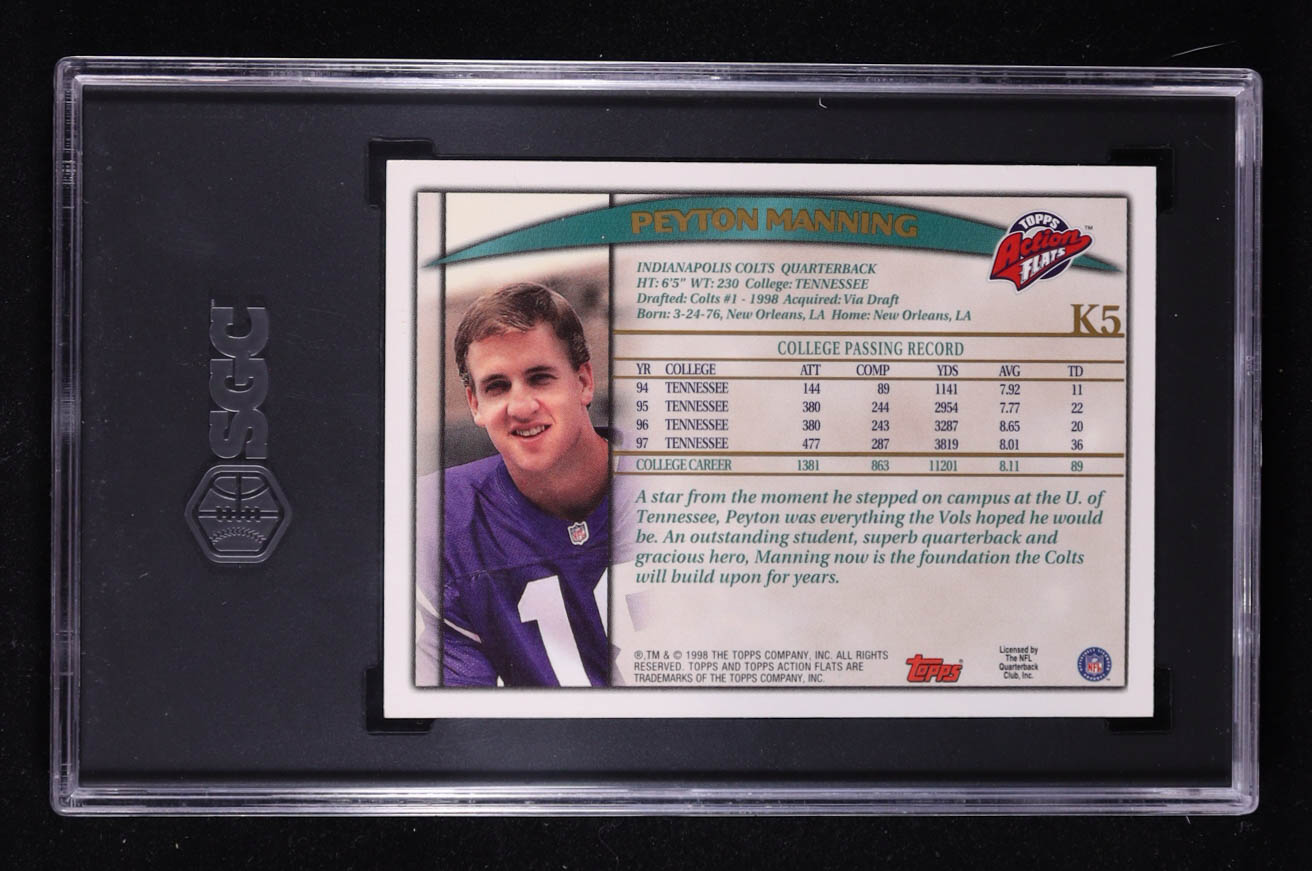 SGC
PEYTON MANNING
TOPPS
Action
FLATS™
INDIANAPOLIS COLTS QUARTERBACK
HT: 6'5" WT: 230 College: TENNESSEE
Drafted: Colts #1 - 1998 Acquired: Via Draft
Born: 3-24-76, New Orleans, LA Home: New Orleans, LA
K5
COLLEGE PASSING RECORD
YR COLLEGE ATT COMP YDS AVG TD
94 TENNESSEE 144 89 1141 7.92 11
95 TENNESSEE 380 244 2954 7.77 22
96 TENNESSEE 380 243 3287 8.65 20
97 TENNESSEE 477 287 3819 8.01 36
COLLEGE CAREER 1381 863 11201 8.11 89
A star from the moment he stepped on campus at the U. of
Tennessee, Peyton was everything the Vols hoped he would
be. An outstanding student, superb quarterback and
gracious hero, Manning now is the foundation the Colts
will build upon for years.
®,TM & © 1998 THE TOPPS COMPANY, INC. ALL RIGHTS
RESERVED. TOPPS AND TOPPS ACTION FLATS ARE
TRADEMARKS OF THE TOPPS COMPANY, INC.
topps®
Licensed by
The NFL
Quarterback
Club, Inc.
NFL